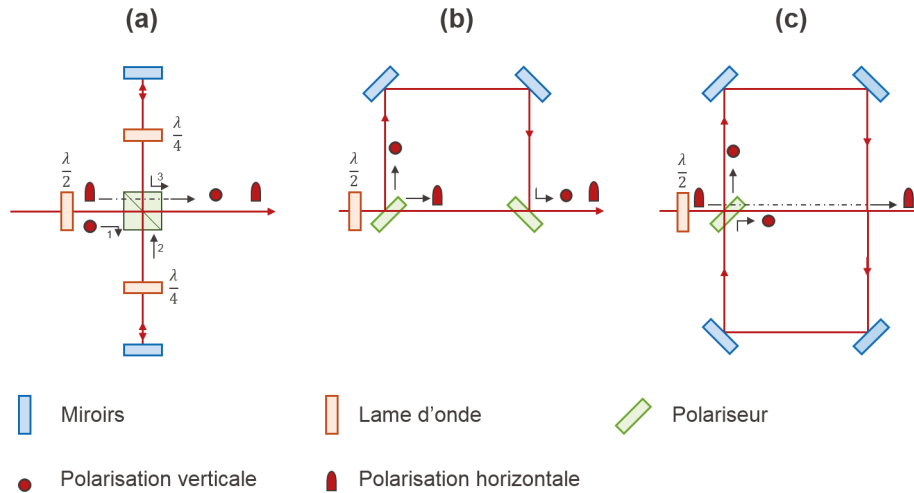 (a)
(b)
(c)
λ/4
λ/2
3
1
2
λ/4
λ/2
λ/2
Miroirs
Lame d'onde
Polariseur
Polarisation verticale
Polarisation horizontale